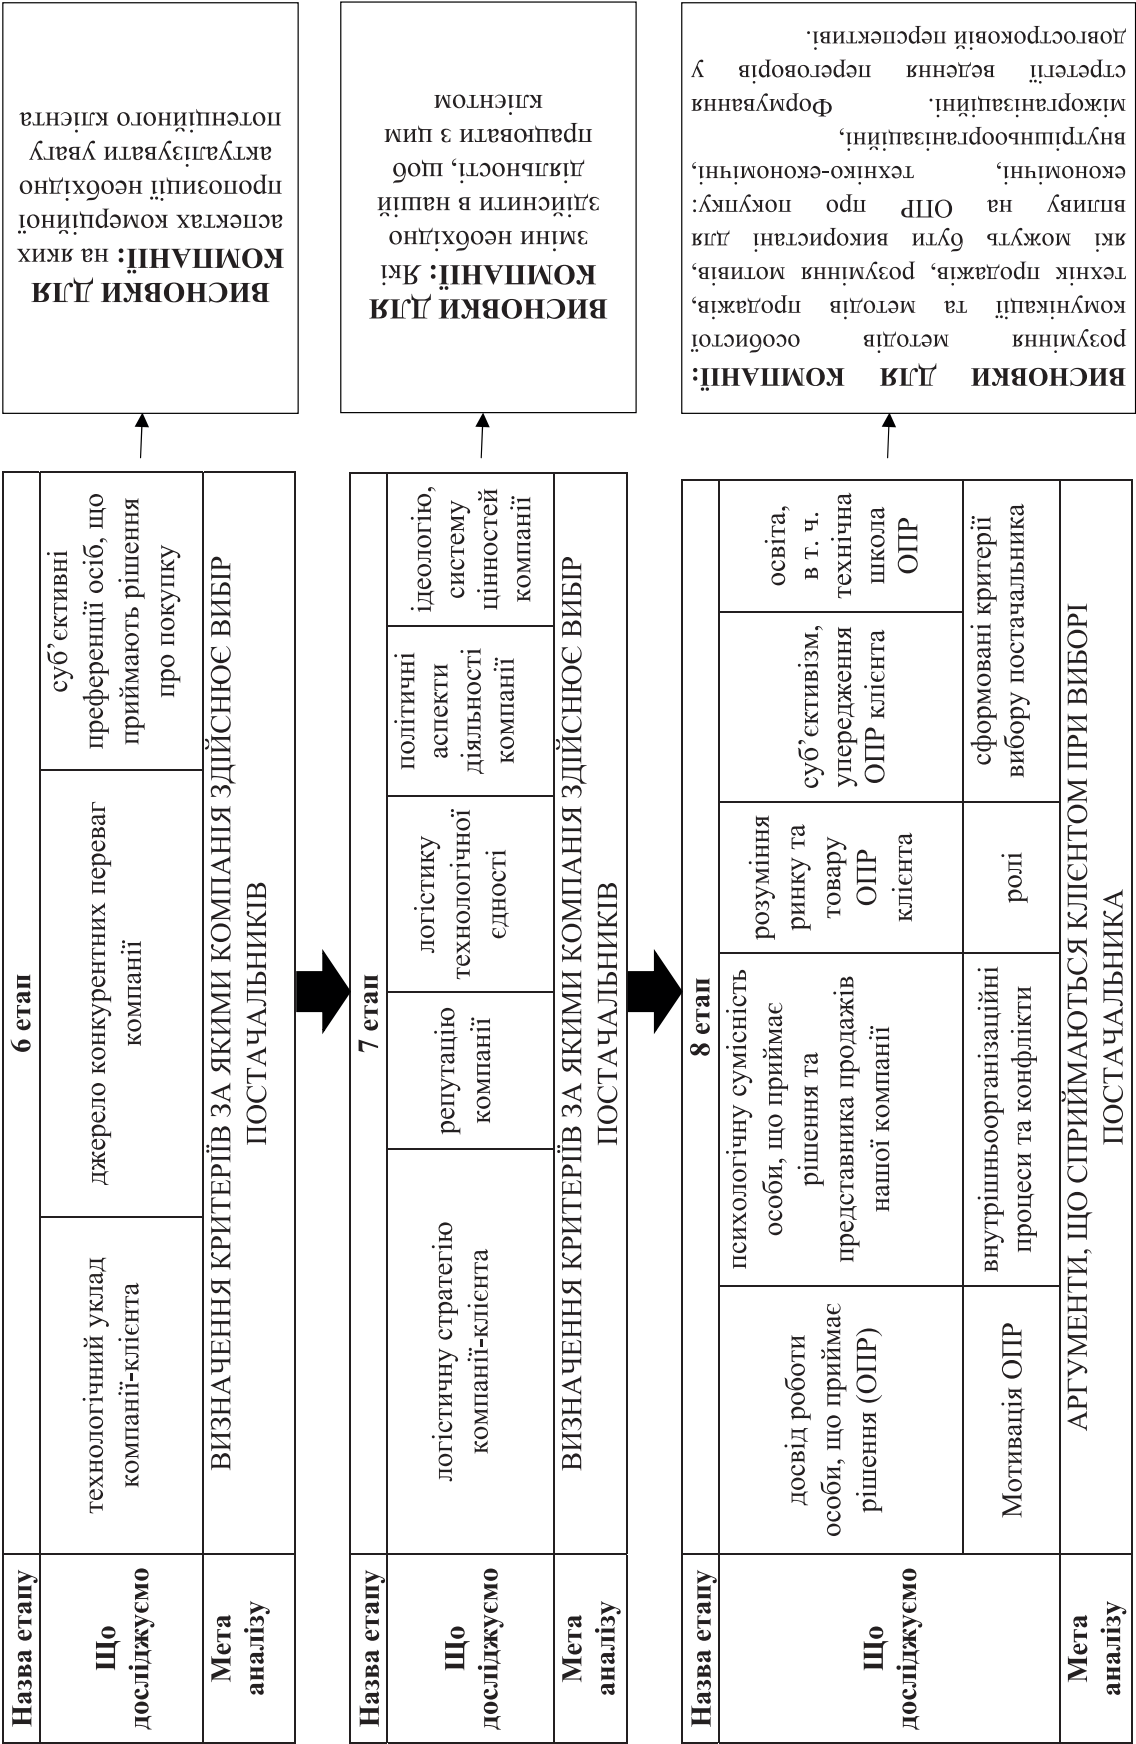 Назва етапу
6 етап
Що
досліджуємо
технологічний уклад
компанії-клієнта
джерело конкурентних переваг
компанії
суб’єктивні
преференції осіб, що
приймають рішення
про покупку
Мета
аналізу
ВИЗНАЧЕННЯ КРИТЕРІЇВ ЗА ЯКИМИ КОМПАНІЯ ЗДІЙСНЮЄ ВИБІР
ПОСТАЧАЛЬНИКІВ
ВИСНОВКИ ДЛЯ
КОМПАНІЇ: на яких
аспектах комерційної
пропозиції необхідно
актуалізувати увагу
потенційного клієнта
Назва етапу
7 етап
Що
досліджуємо
логістичну стратегію
компанії-клієнта
репутацію
компанії
логістику
технологічної
єдності
політичні
аспекти
діяльності
компанії
ідеологію,
систему
цінностей
компанії
Мета
аналізу
ВИЗНАЧЕННЯ КРИТЕРІЇВ ЗА ЯКИМИ КОМПАНІЯ ЗДІЙСНЮЄ ВИБІР
ПОСТАЧАЛЬНИКІВ
ВИСНОВКИ ДЛЯ
КОМПАНІЇ: Які
зміни необхідно
здійснити в нашій
діяльності, щоб
працювати з цим
клієнтом
Назва етапу
8 етап
Що
досліджуємо
досвід роботи
особи, що приймає
рішення (ОПР)
психологічну сумісність
особи, що приймає
рішення та
представника продажів
нашої компанії
розуміння
ринку та
товару
ОПР
клієнта
суб’єктивізм,
упередження
ОПР клієнта
освіта,
в т. ч.
технічна
школа
ОПР
Мотивація ОПР
внутрішньоорганізаційні
процеси та конфлікти
ролі
сформовані критерії
вибору постачальника
Мета
аналізу
АРГУМЕНТИ, ЩО СПРИЙМАЮТЬСЯ КЛІЄНТОМ ПРИ ВИБОРІ
ПОСТАЧАЛЬНИКА
ВИСНОВКИ ДЛЯ КОМПАНІЇ:
розуміння методів особистої
комунікації та методів продажів,
технік продажів, розуміння мотивів,
які можуть бути використані для
впливу на ОПР про покупку:
економічні, техніко-економічні,
внутрішньоорганізаційні,
міжорганізаційні. Формування
стретегії ведення переговорів у
довгостроковій перспективі.